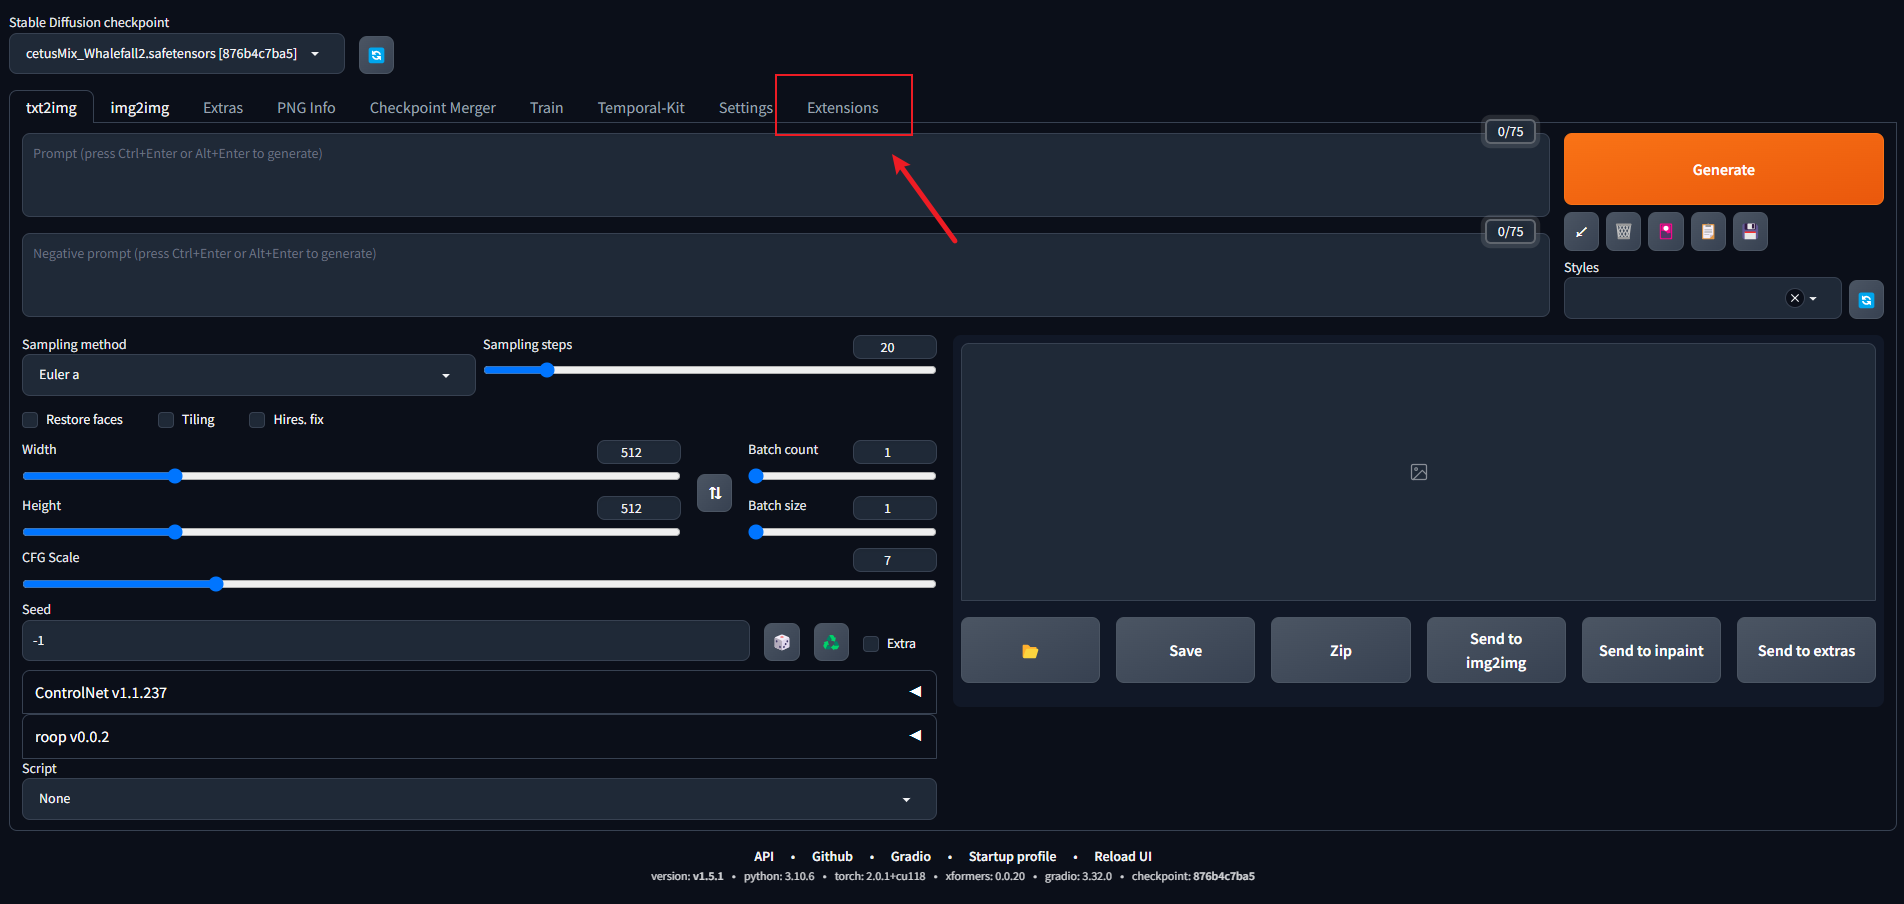 Stable Diffusion checkpoint
cetusMix_Whalefall2.safetensors [876b4c7ba5]
txt2img img2img Extras PNG Info Checkpoint Merger Train Temporal-Kit Settings Extensions
0/75
Prompt (press Ctrl+Enter or Alt+Enter to generate)
Generate
0/75
Negative prompt (press Ctrl+Enter or Alt+Enter to generate)
Styles
Sampling method
Euler a
Sampling steps
20
Restore faces Tiling Hires. fix
Width
512
Batch count
1
Height
512
Batch size
1
CFG Scale
7
Seed
-1
Extra
Save
Zip
Send to
img2img
Send to inpaint
Send to extras
ControlNet v1.1.237
roop v0.0.2
Script
None
API • Github • Gradio • Startup profile • Reload UI
version: v1.5.1 • python: 3.10.6 • torch: 2.0.1+cu118 • xformers: 0.0.20 • gradio: 3.32.0 • checkpoint: 876b4c7ba5